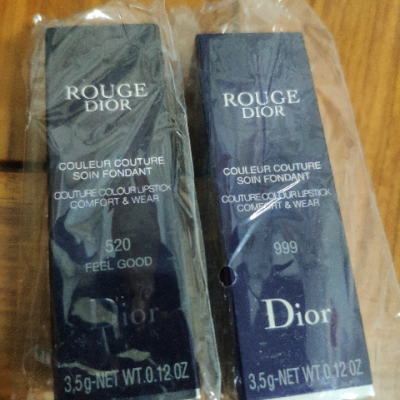 ROUGE
DIOR
COULEUR COUTURE
SOIN FONDANT
COUTURE COLOUR LIPSTICK
COMFORT & WEAR
520
FEEL GOOD
Dior
3,5g-NET WT.0.12 OZ
ROUGE
DIOR
COULEUR COUTURE
SOIN FONDANT
COUTURE COLOUR LIPSTICK
COMFORT & WEAR
999
Dior
3,5g-NET WT.0.12 OZ